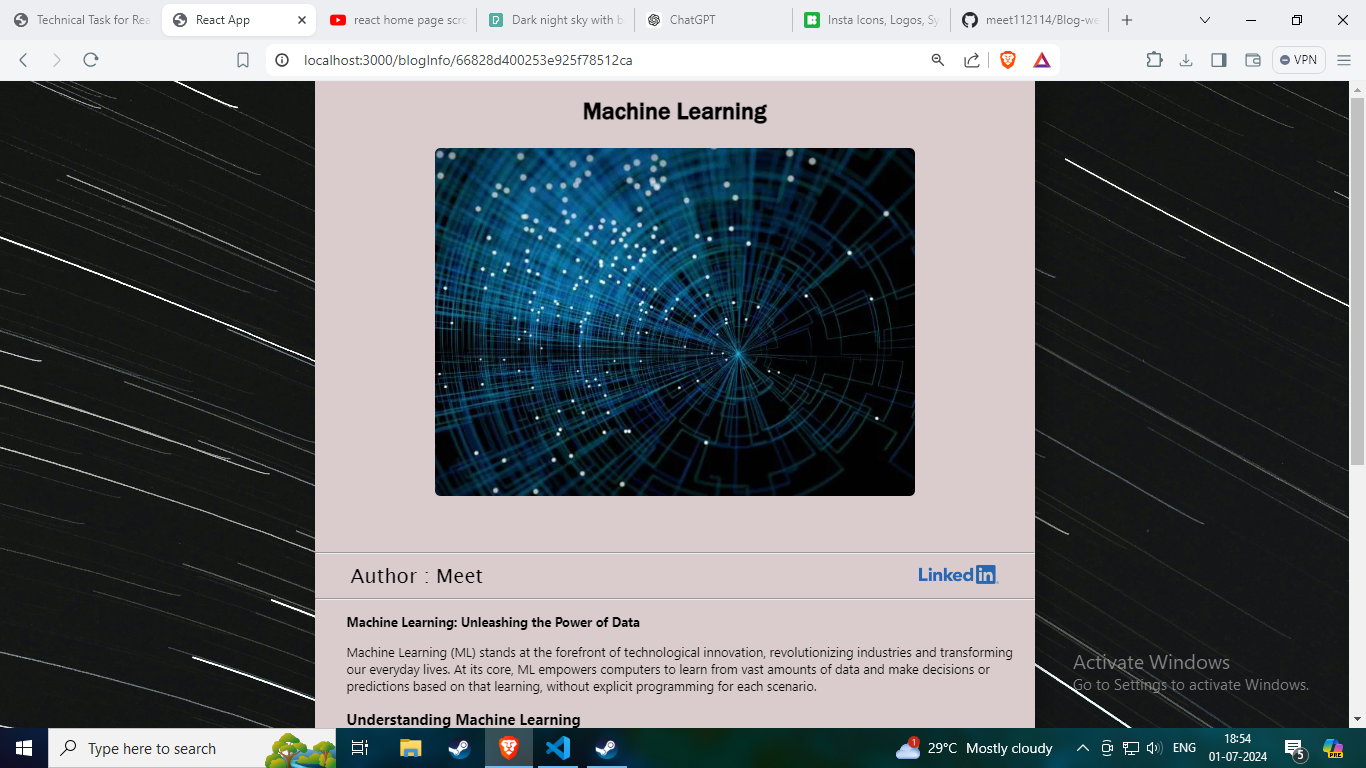 Technical Task for Rea
React App
react home page scro
Dark night sky with b
ChatGPT
Insta Icons, Logos, Sy
meet112114/Blog-we
localhost:3000/blogInfo/66828d400253e925f78512ca
VPN
Machine Learning
Author : Meet
Linked in
Machine Learning: Unleashing the Power of Data
Machine Learning (ML) stands at the forefront of technological innovation, revolutionizing industries and transforming
our everyday lives. At its core, ML empowers computers to learn from vast amounts of data and make decisions or
predictions based on that learning, without explicit programming for each scenario.
Understanding Machine Learning
Activate Windows
Go to Settings to activate Windows.
Type here to search
1
29°C Mostly cloudy
ENG
18:54
01-07-2024
5
PRE